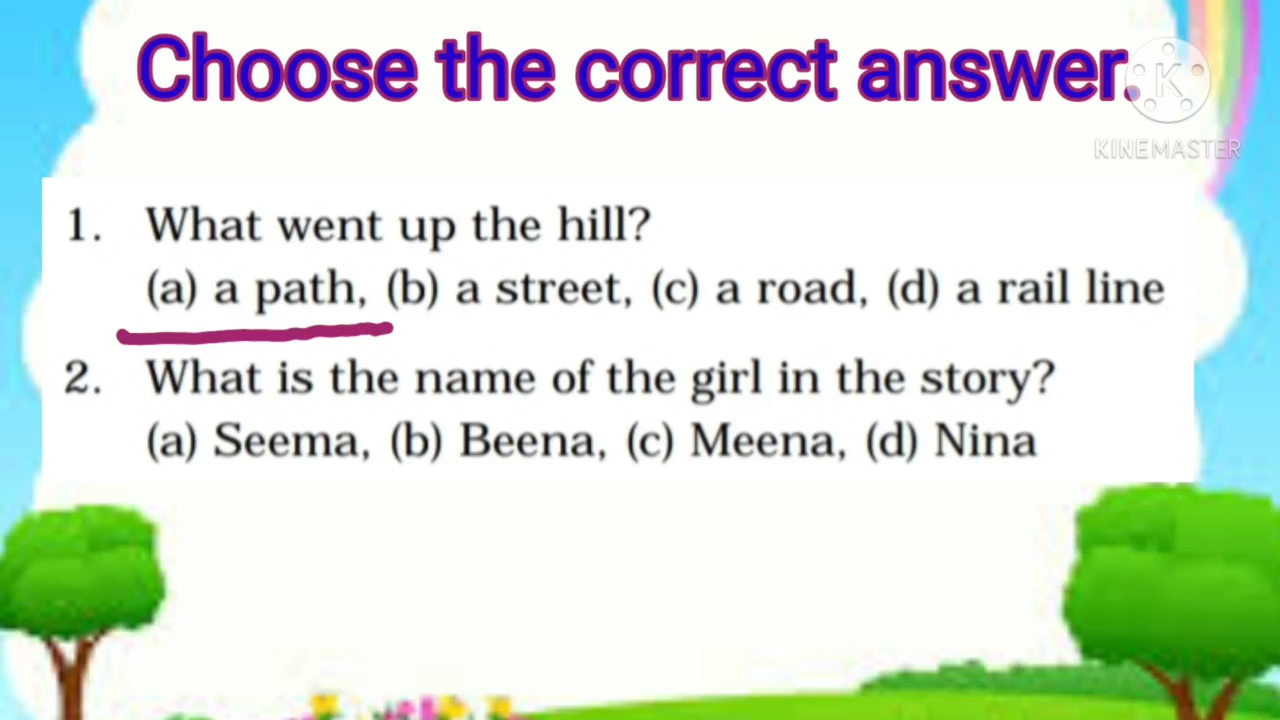 Choose the correct answer.
K
KINEMASTER
1. What went up the hill?
(a) a path, (b) a street, (c) a road, (d) a rail line
2. What is the name of the girl in the story?
(a) Seema, (b) Beena, (c) Meena, (d) Nina